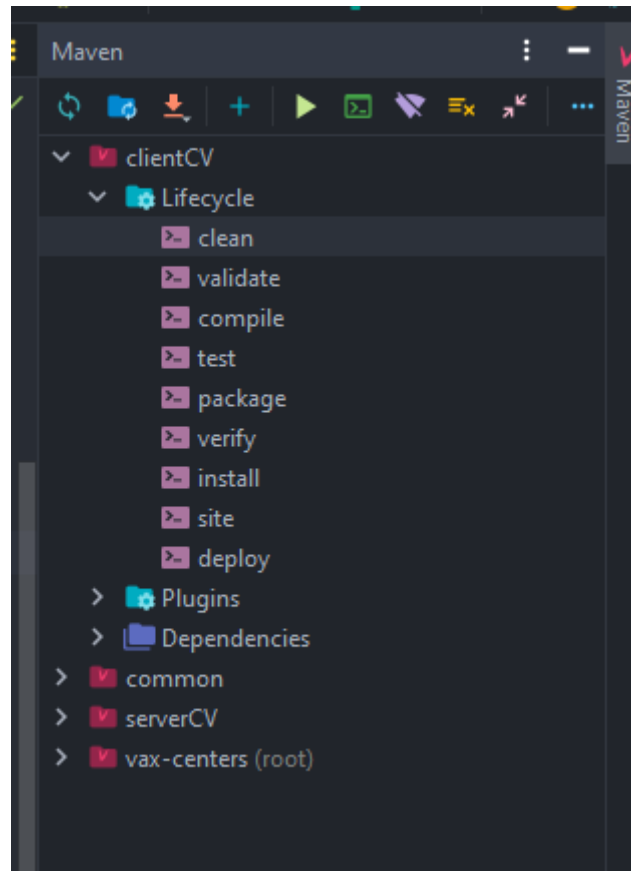 Maven
Maven
clientCV
Lifecycle
clean
validate
compile
test
package
verify
install
site
deploy
Plugins
Dependencies
common
serverCV
vax-centers (root)